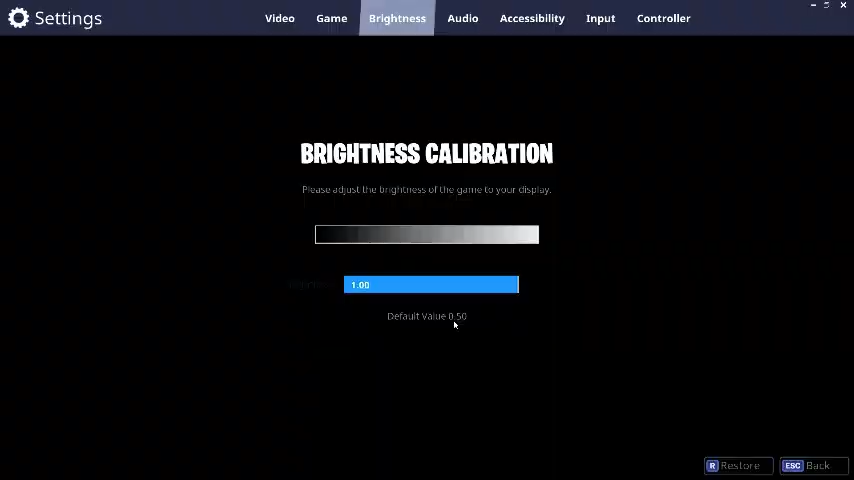 Settings
Video Game Brightness Audio Accessibility Input Controller
BRIGHTNESS CALIBRATION
Please adjust the brightness of the game to your display.
1.00
Default Value 0.50
R Restore ESC Back